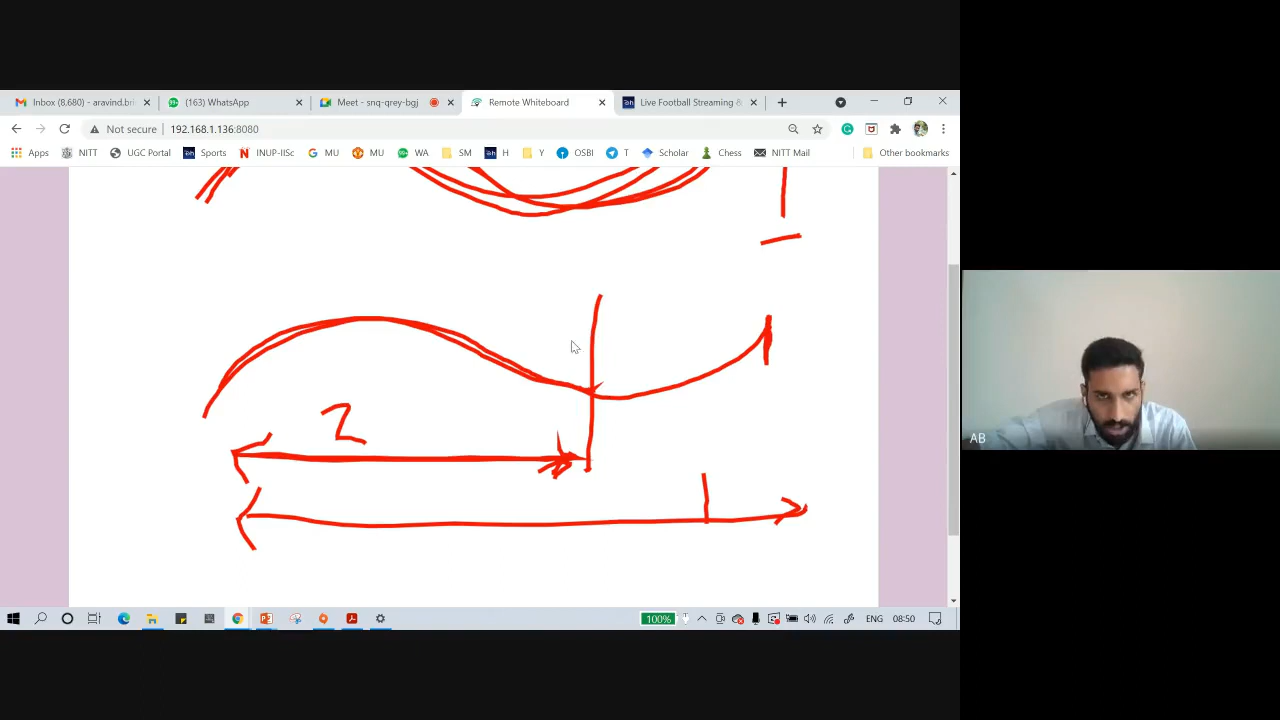 Inbox (8,680) - aravind.bri
(163) WhatsApp
Meet - snq-qrey-bgj
Remote Whiteboard
Live Football Streaming &
Not secure | 192.168.1.136:8080
Apps NITT UGC Portal Sports INUP-IISc MU MU WA SM H Y OSBI T Scholar Chess NITT Mail Other bookmarks
2
AB
100% ENG 08:50